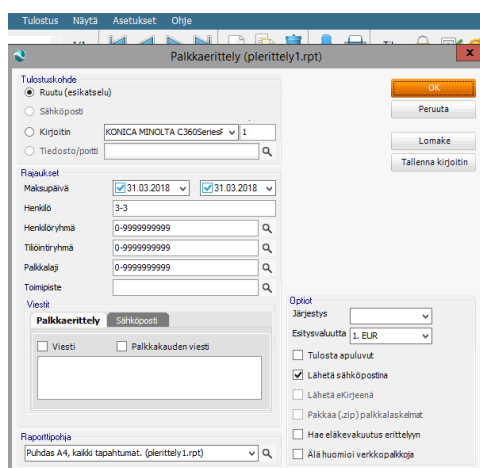 Tulostus Näytä Asetukset Ohje
1/1
Palkkaerittely (plerittely1.rpt) x
Tulostuskohde
Ruutu (esikatselu)
Sähköposti
Kirjoitin KONICA MINOLTA C360SeriesF 1
Tiedosto/portti
OK
Peruuta
Lomake
Tallenna kirjoitin
Rajaukset
Maksupäivä 31.03.2018 31.03.2018
Henkilö 3-3
Henkilöryhmä 0-9999999999
Tiliöintiryhmä 0-9999999999
Palkkalaji 0-9999999999
Toimipiste
Viestit
Palkkaerittely Sähköposti
Viesti Palkkakauden viesti
Raporttipohja
Puhdas A4, kaikki tapahtumat. (plerittely1.rpt)
Optiot
Järjestys
Esitysvaluutta 1. EUR
Tulosta apuluvut
Lähetä sähköpostina
Lähetä eKirjeenä
Pakkaa (.zip) palkkalaskelmat
Hae eläkevakuutus erittelyyn
Älä huomioi verkkopalkkoja